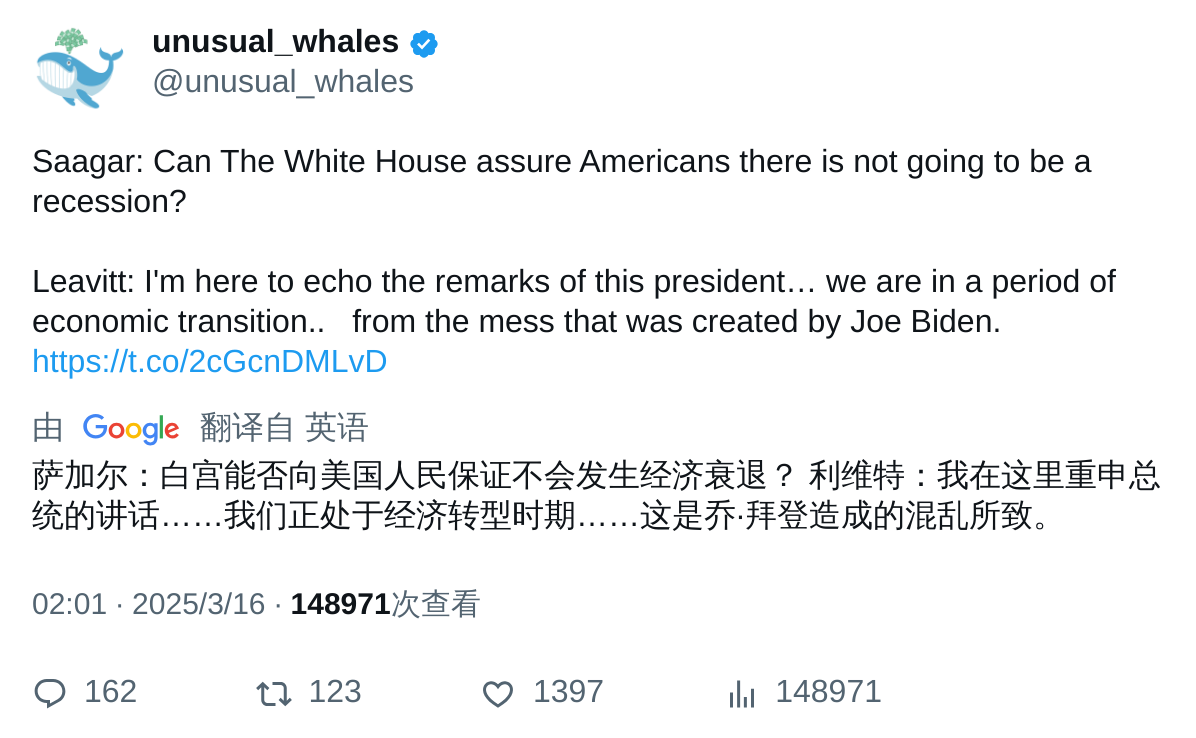 unusual_whales
@unusual_whales
Saagar: Can The White House assure Americans there is not going to be a
recession?
Leavitt: I'm here to echo the remarks of this president… we are in a period of
economic transition..   from the mess that was created by Joe Biden.
https://t.co/2cGcnDMLvD
由 Google 翻译自 英语
萨加尔：白宫能否向美国人民保证不会发生经济衰退？ 利维特：我在这里重申总
统的讲话……我们正处于经济转型时期……这是乔·拜登造成的混乱所致。
02:01 · 2025/3/16 · 148971次查看
162 123 1397 148971